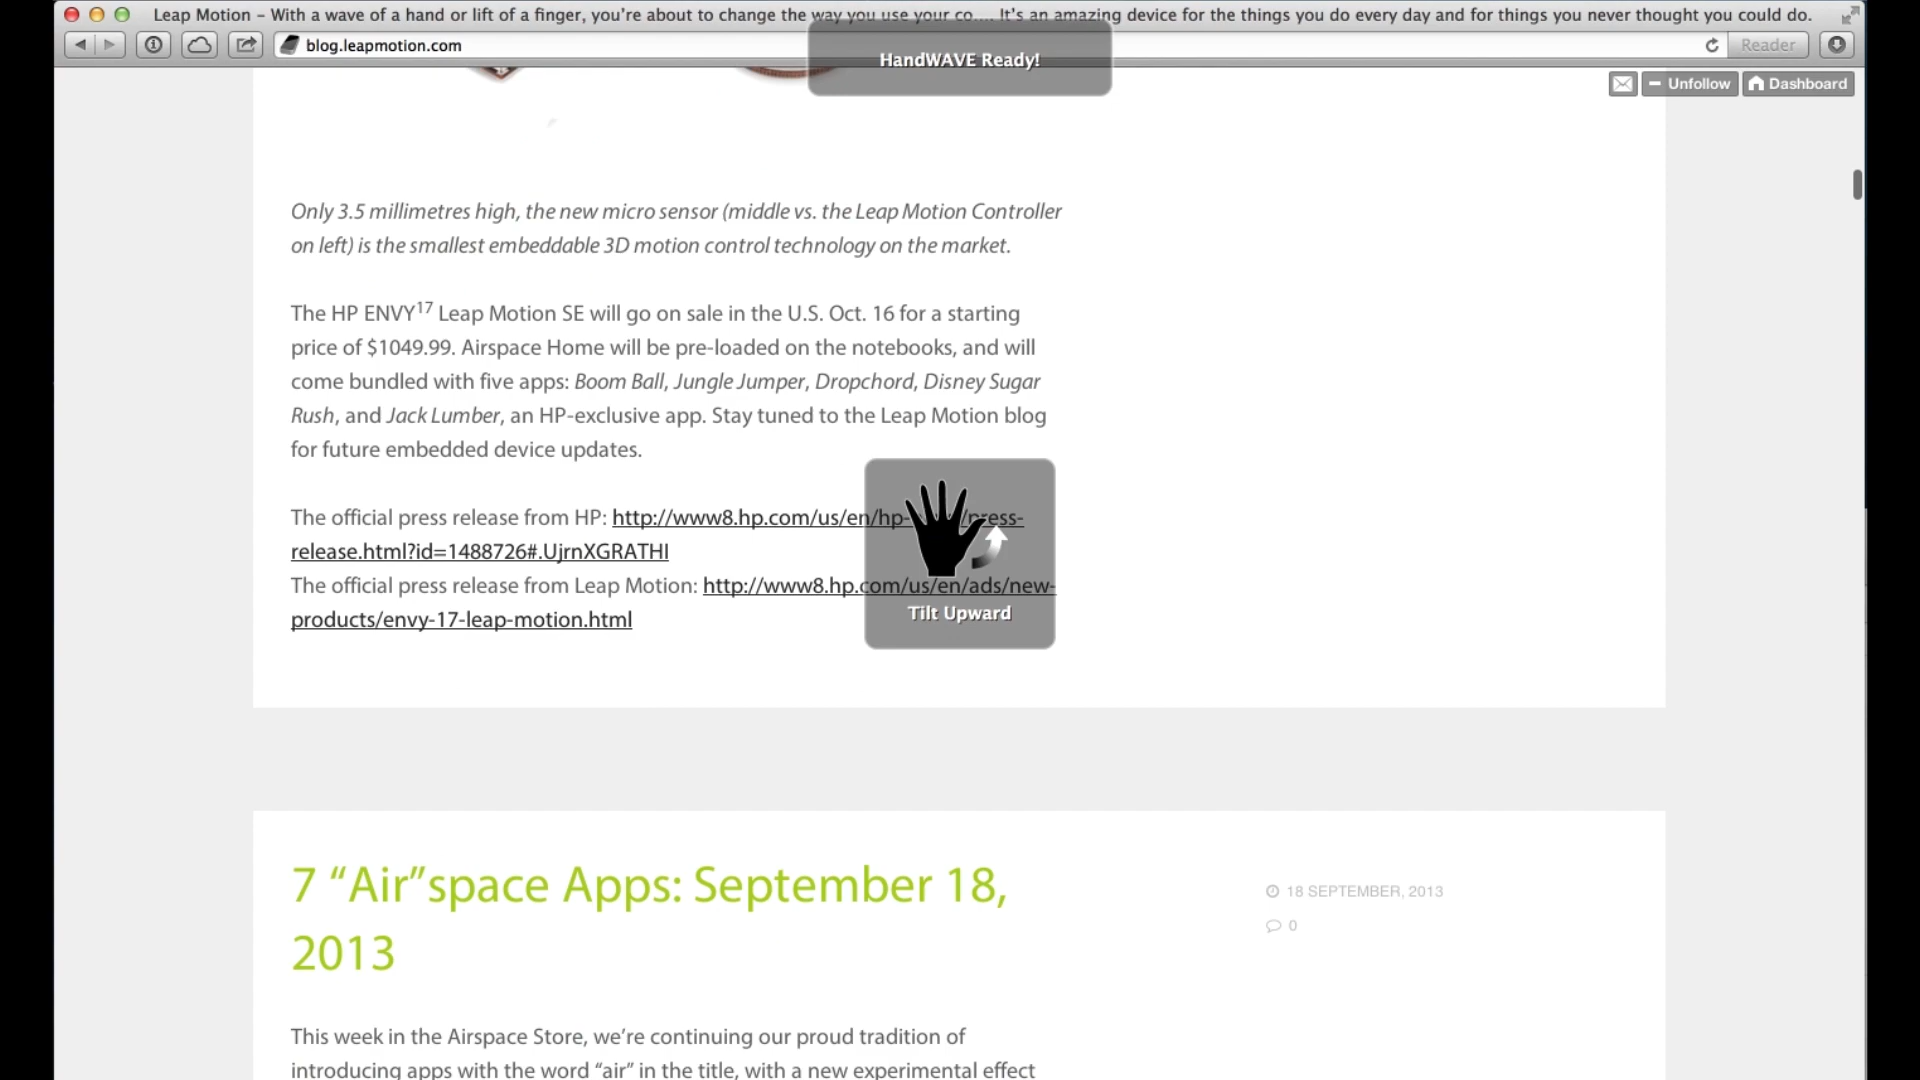 Leap Motion – With a wave of a hand or lift of a finger, you're about to change the way you use your co.... It's an amazing device for the things you do every day and for things you never thought you could do.
blog.leapmotion.com
Reader
HandWAVE Ready!
Unfollow
Dashboard
Only 3.5 millimetres high, the new micro sensor (middle vs. the Leap Motion Controller
on left) is the smallest embeddable 3D motion control technology on the market.
The HP ENVY17 Leap Motion SE will go on sale in the U.S. Oct. 16 for a starting
price of $1049.99. Airspace Home will be pre-loaded on the notebooks, and will
come bundled with five apps: Boom Ball, Jungle Jumper, Dropchord, Disney Sugar
Rush, and Jack Lumber, an HP-exclusive app. Stay tuned to the Leap Motion blog
for future embedded device updates.
The official press release from HP: http://www8.hp.com/us/en/hp- /press-
release.html?id=1488726#.UjrnXGRATHI
The official press release from Leap Motion: http://www8.hp.com/us/en/ads/new-
products/envy-17-leap-motion.html
Tilt Upward
7 “Air”space Apps: September 18,
2013
18 SEPTEMBER, 2013
0
This week in the Airspace Store, we’re continuing our proud tradition of
introducing apps with the word “air” in the title, with a new experimental effect